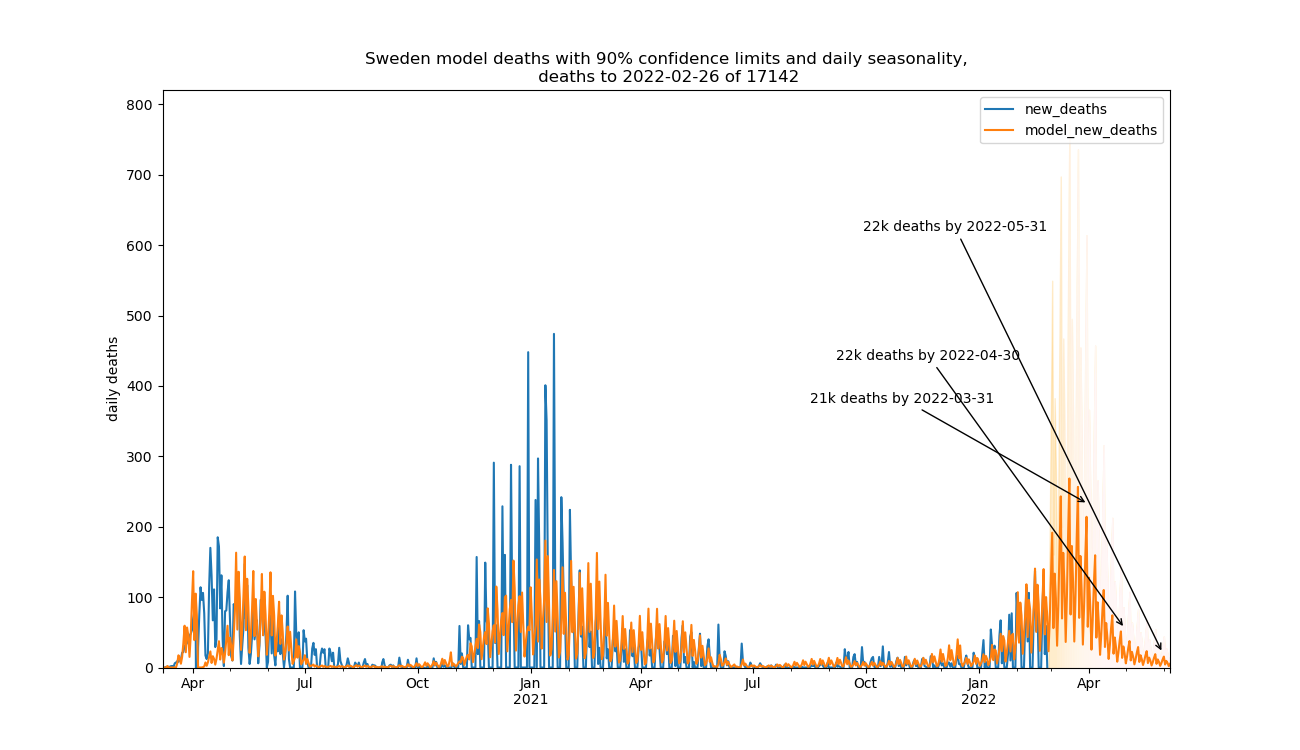 Sweden model deaths with 90% confidence limits and daily seasonality,
deaths to 2022-02-26 of 17142
new_deaths
model_new_deaths
daily deaths
800
700
600
500
400
300
200
100
0
22k deaths by 2022-05-31
22k deaths by 2022-04-30
21k deaths by 2022-03-31
Apr
Jul
Oct
Jan
2021
Apr
Jul
Oct
Jan
2022
Apr